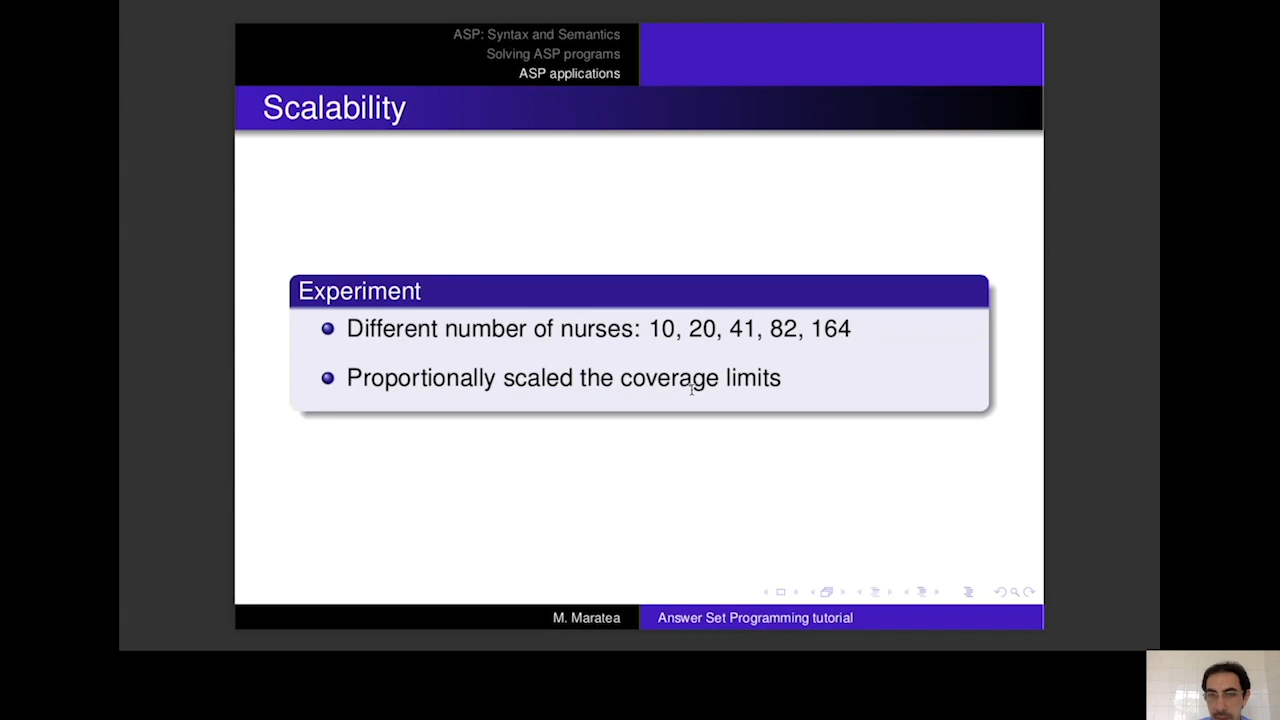 ASP: Syntax and Semantics
Solving ASP programs
ASP applications
Scalability
Experiment
Different number of nurses: 10, 20, 41, 82, 164
Proportionally scaled the coverage limits
M. Maratea
Answer Set Programming tutorial